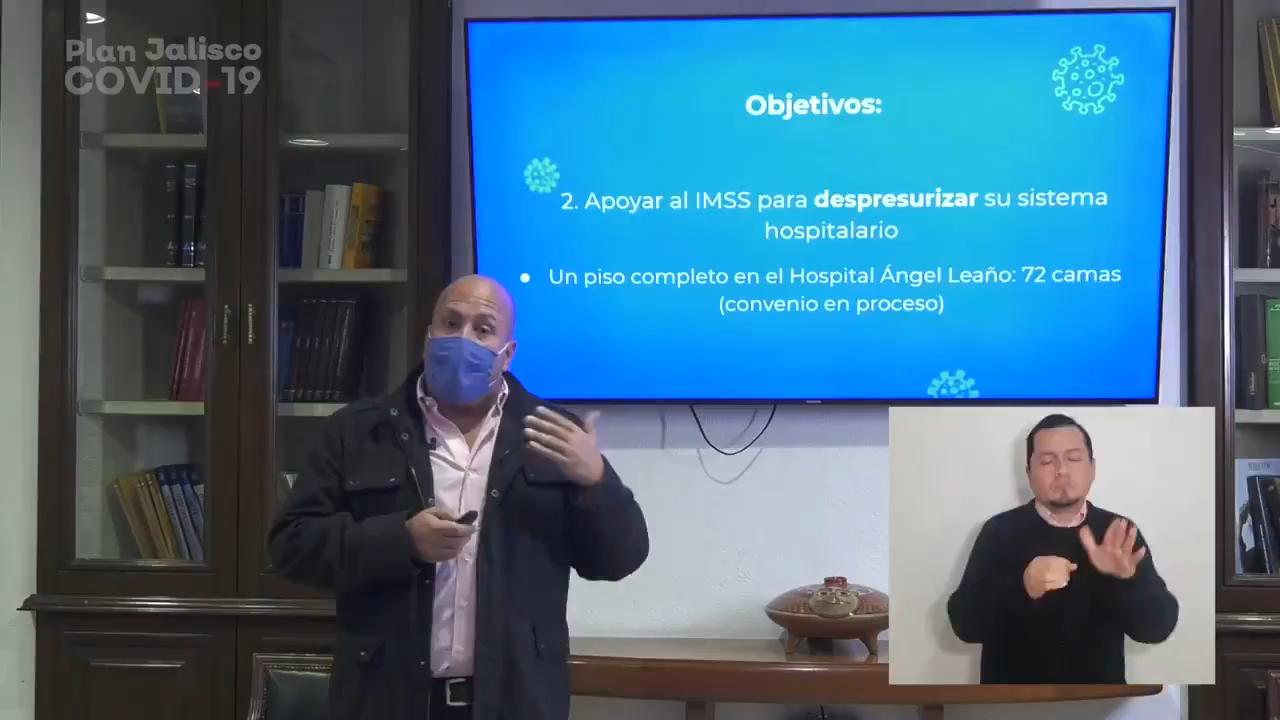 Plan Jalisco
COVID-19
Objetivos:
2. Apoyar al IMSS para despresurizar su sistema
hospitalario
● Un piso completo en el Hospital Ángel Leaño: 72 camas
(convenio en proceso)